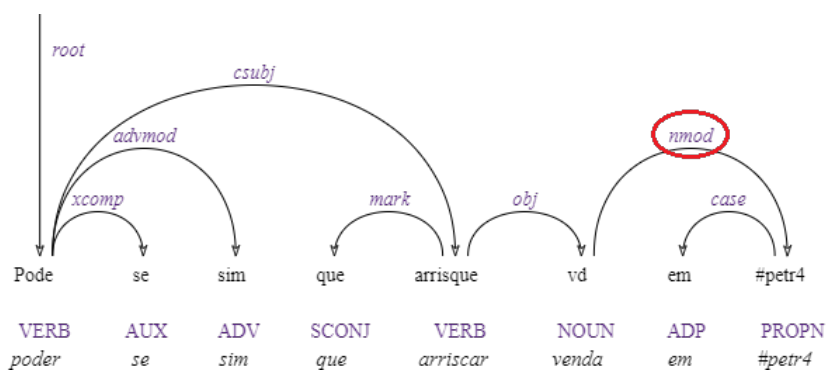 root
csubj
advmod nmod
xcomp mark obj case
Pode se sim que arrisque vd em #petr4
VERB AUX ADV SCONJ VERB NOUN ADP PROPN
poder se sim que arriscar venda em #petr4